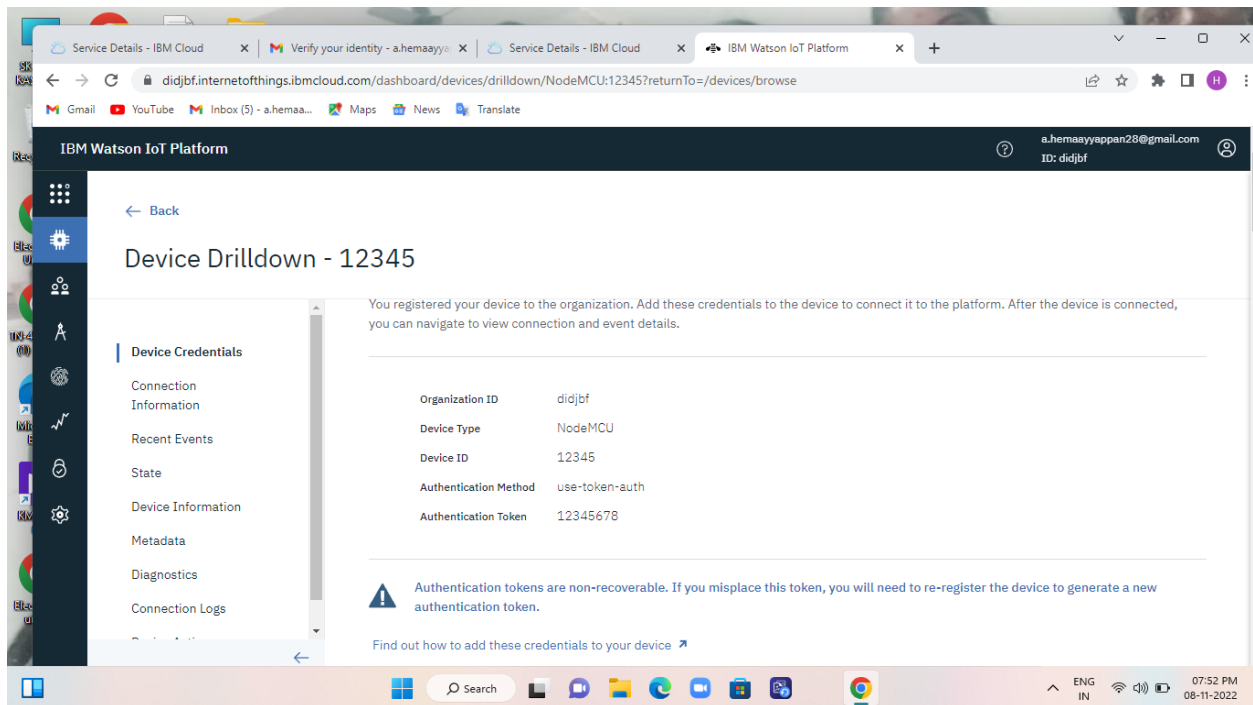 Service Details - IBM Cloud
Verify your identity - a.hemaayya
Service Details - IBM Cloud
IBM Watson IoT Platform
didjbf.internetofthings.ibmcloud.com/dashboard/devices/drilldown/NodeMCU:12345?returnTo=/devices/browse
H
Gmail
YouTube
Inbox (5) - a.hemaa...
Maps
News
Translate
IBM Watson IoT Platform
a.hemaayyappan28@gmail.com
ID: didjbf
Back
Device Drilldown - 12345
Device Credentials
Connection
Information
Recent Events
State
Device Information
Metadata
Diagnostics
Connection Logs
You registered your device to the organization. Add these credentials to the device to connect it to the platform. After the device is connected,
you can navigate to view connection and event details.
Organization ID didjbf
Device Type NodeMCU
Device ID 12345
Authentication Method use-token-auth
Authentication Token 12345678
Authentication tokens are non-recoverable. If you misplace this token, you will need to re-register the device to generate a new
authentication token.
Find out how to add these credentials to your device
Search
ENG
IN
07:52 PM
08-11-2022